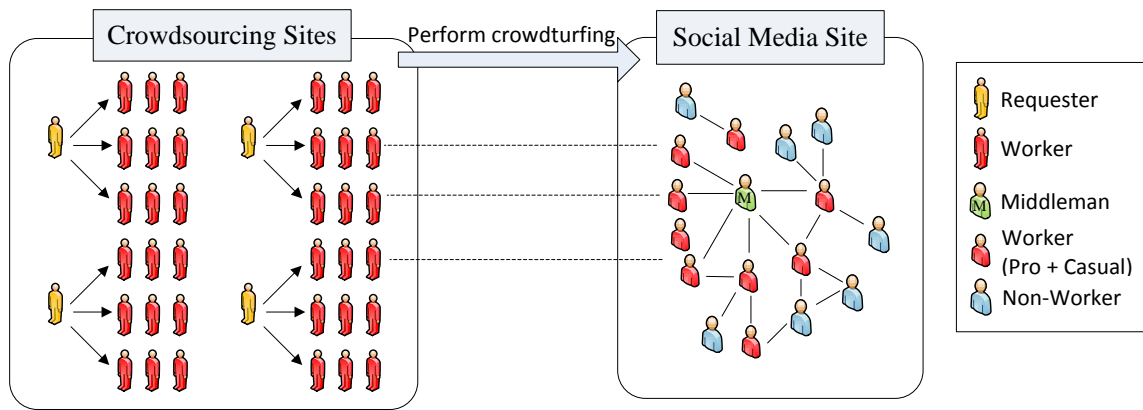 Crowdsourcing Sites
Perform crowdturfing
Social Media Site
Requester
Worker
M
Middleman
Worker
(Pro + Casual)
Non-Worker
M